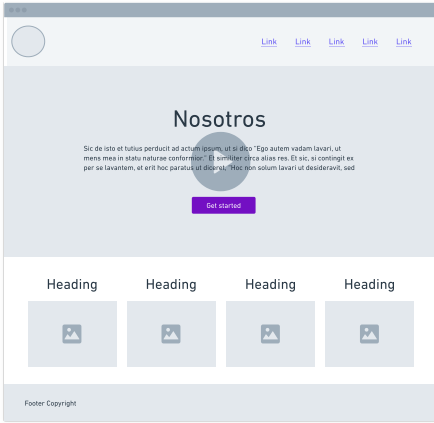 Link Link Link Link Link
Nosotros
Sic de isto et tutius perducit ad actum ipsum, ut si dico "Ego autem vadam lavari, ut
mens mea in statu naturae conformior." Et similiter circa alias res. Et sic, si contingit ex
per se lavantem, et erit hoc paratus ut diceret, "Hoc non solum lavari ut desideravit, sed
Get started
Heading Heading Heading Heading
Footer Copyright